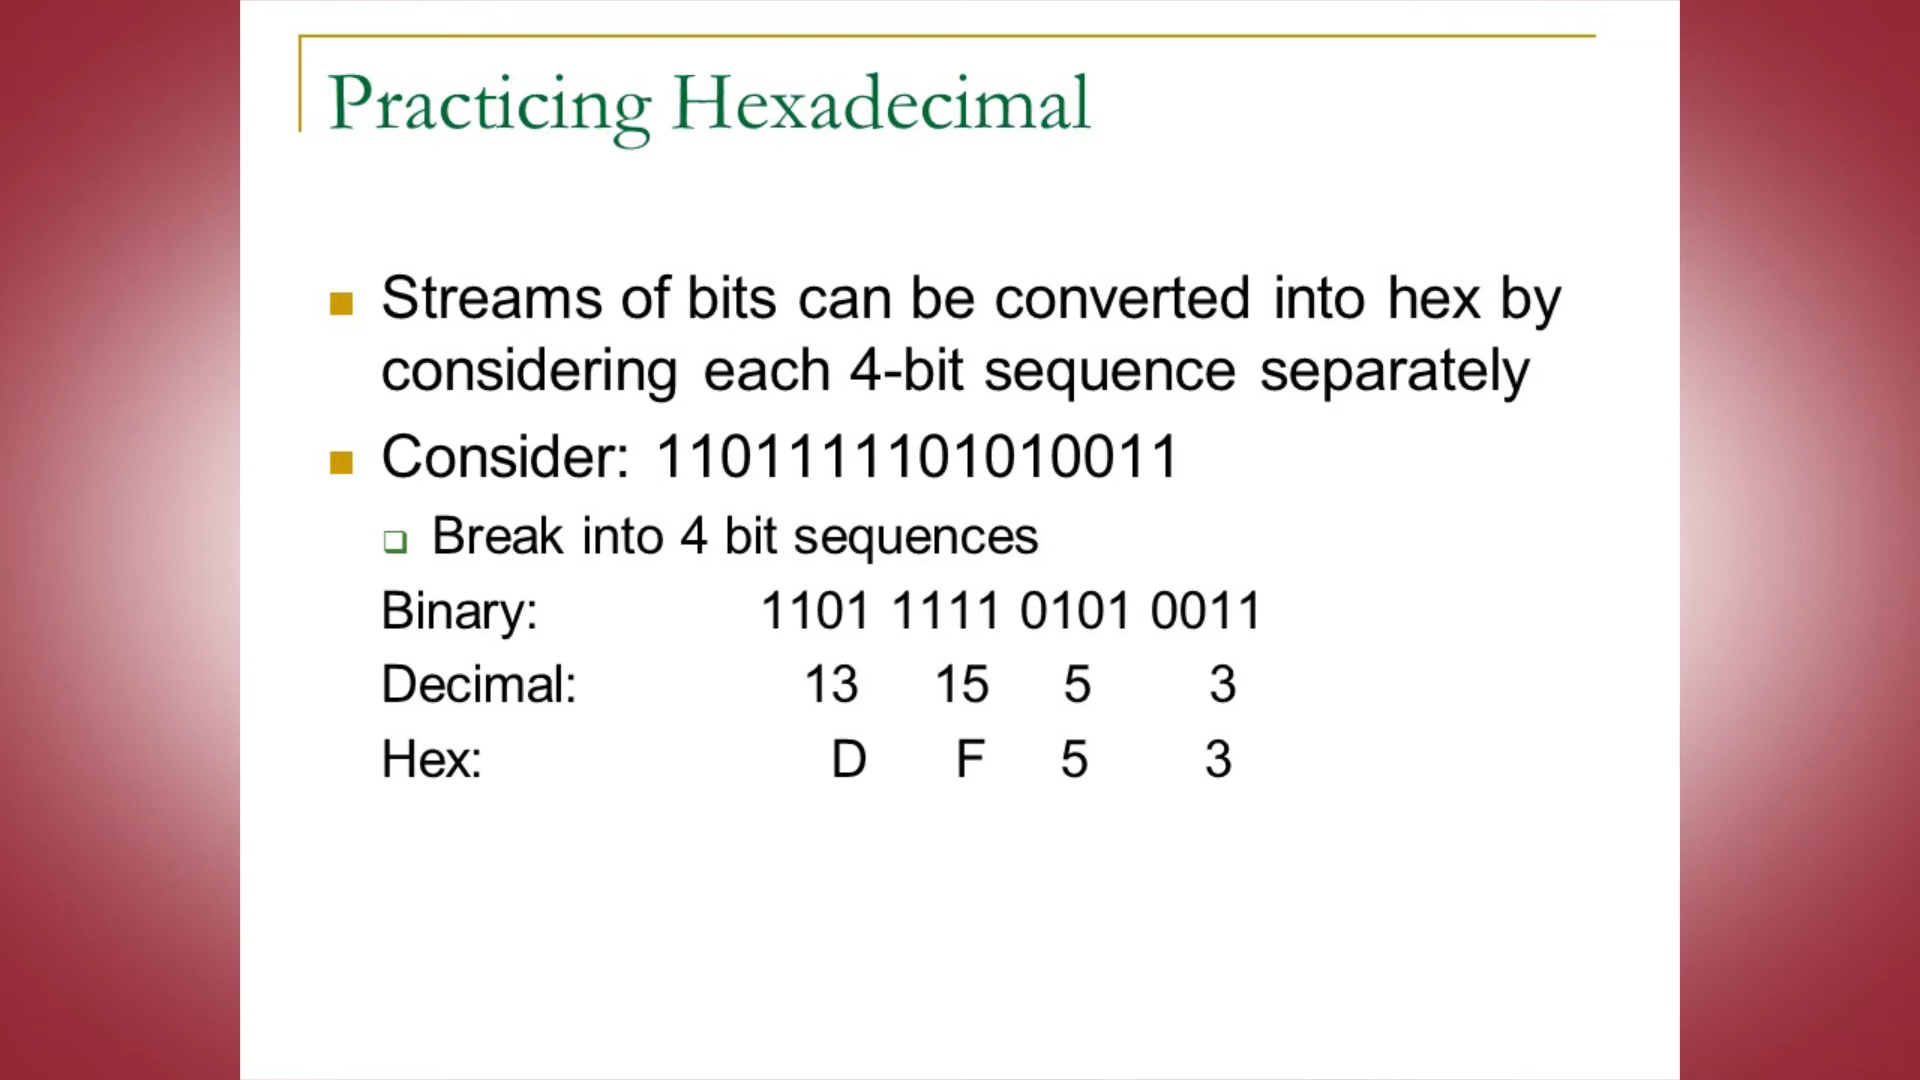 Practicing Hexadecimal
Streams of bits can be converted into hex by
considering each 4-bit sequence separately
Consider: 1101111101010011
Break into 4 bit sequences
Binary: 1101 1111 0101 0011
Decimal: 13 15 5 3
Hex: D F 5 3